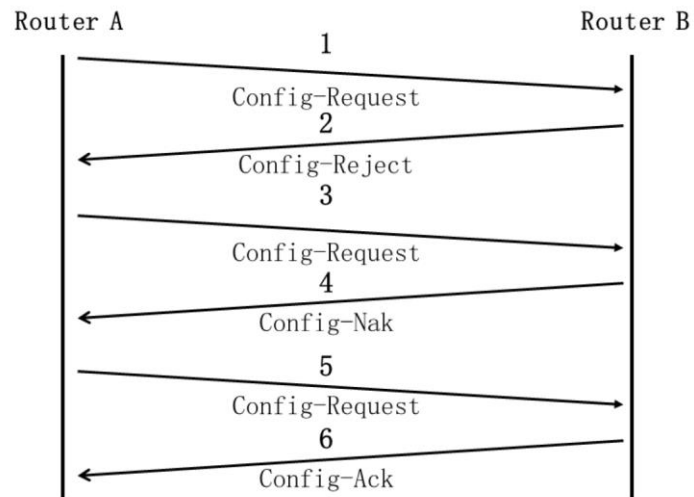 Router A
Router B
1
Config-Request
2
Config-Reject
3
Config-Request
4
Config-Nak
5
Config-Request
6
Config-Ack